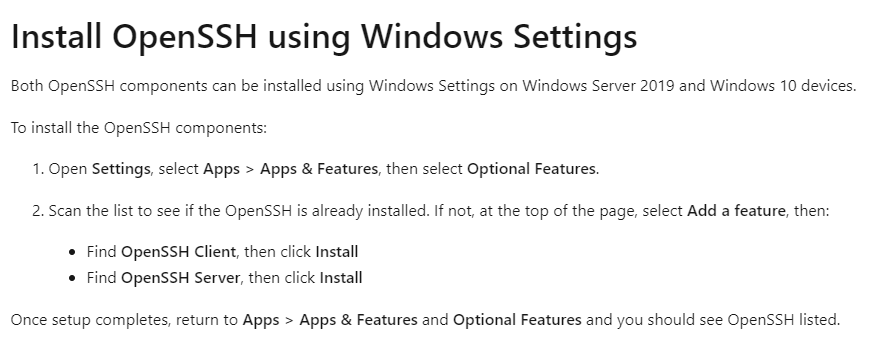 Install OpenSSH using Windows Settings
Both OpenSSH components can be installed using Windows Settings on Windows Server 2019 and Windows 10 devices.
To install the OpenSSH components:
1. Open Settings, select Apps > Apps & Features, then select Optional Features.
2. Scan the list to see if the OpenSSH is already installed. If not, at the top of the page, select Add a feature, then:
• Find OpenSSH Client, then click Install
• Find OpenSSH Server, then click Install
Once setup completes, return to Apps > Apps & Features and Optional Features and you should see OpenSSH listed.